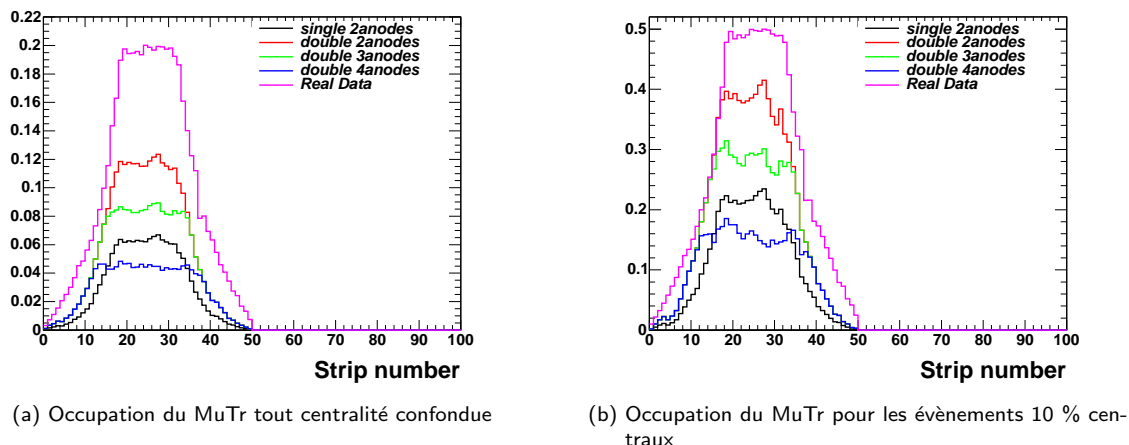 single 2anodes
double 2anodes
double 3anodes
double 4anodes
Real Data
0.22
0.2
0.18
0.16
0.14
0.12
0.1
0.08
0.06
0.04
0.02
0
0 10 20 30 40 50 60 70 80 90 100
Strip number
(a) Occupation du MuTr tout centralité confondue
single 2anodes
double 2anodes
double 3anodes
double 4anodes
Real Data
0.5
0.4
0.3
0.2
0.1
0
0 10 20 30 40 50 60 70 80 90 100
Strip number
(b) Occupation du MuTr pour les évènements 10 % cen-
traux